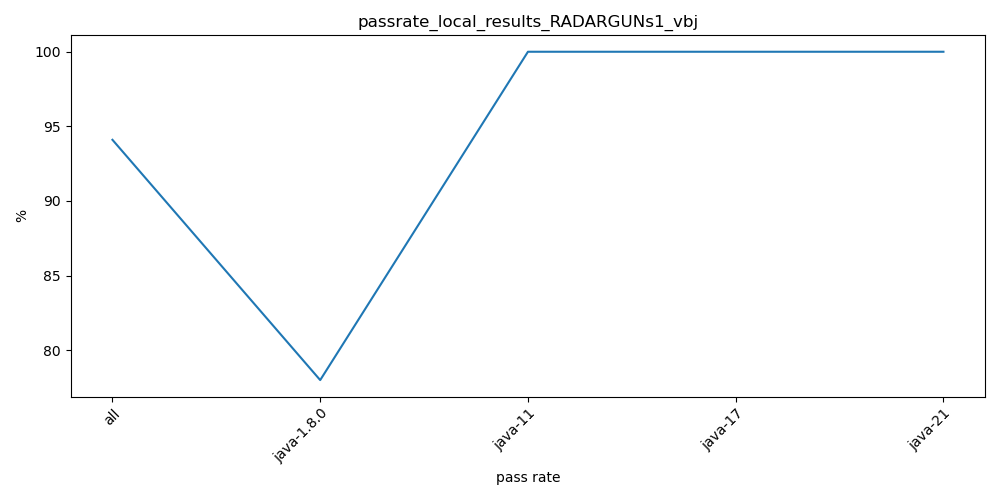 passrate_local_results_RADARGUNs1_vbj
100
95
90
85
80
%
all
java-1.8.0
java-11
java-17
java-21
pass rate